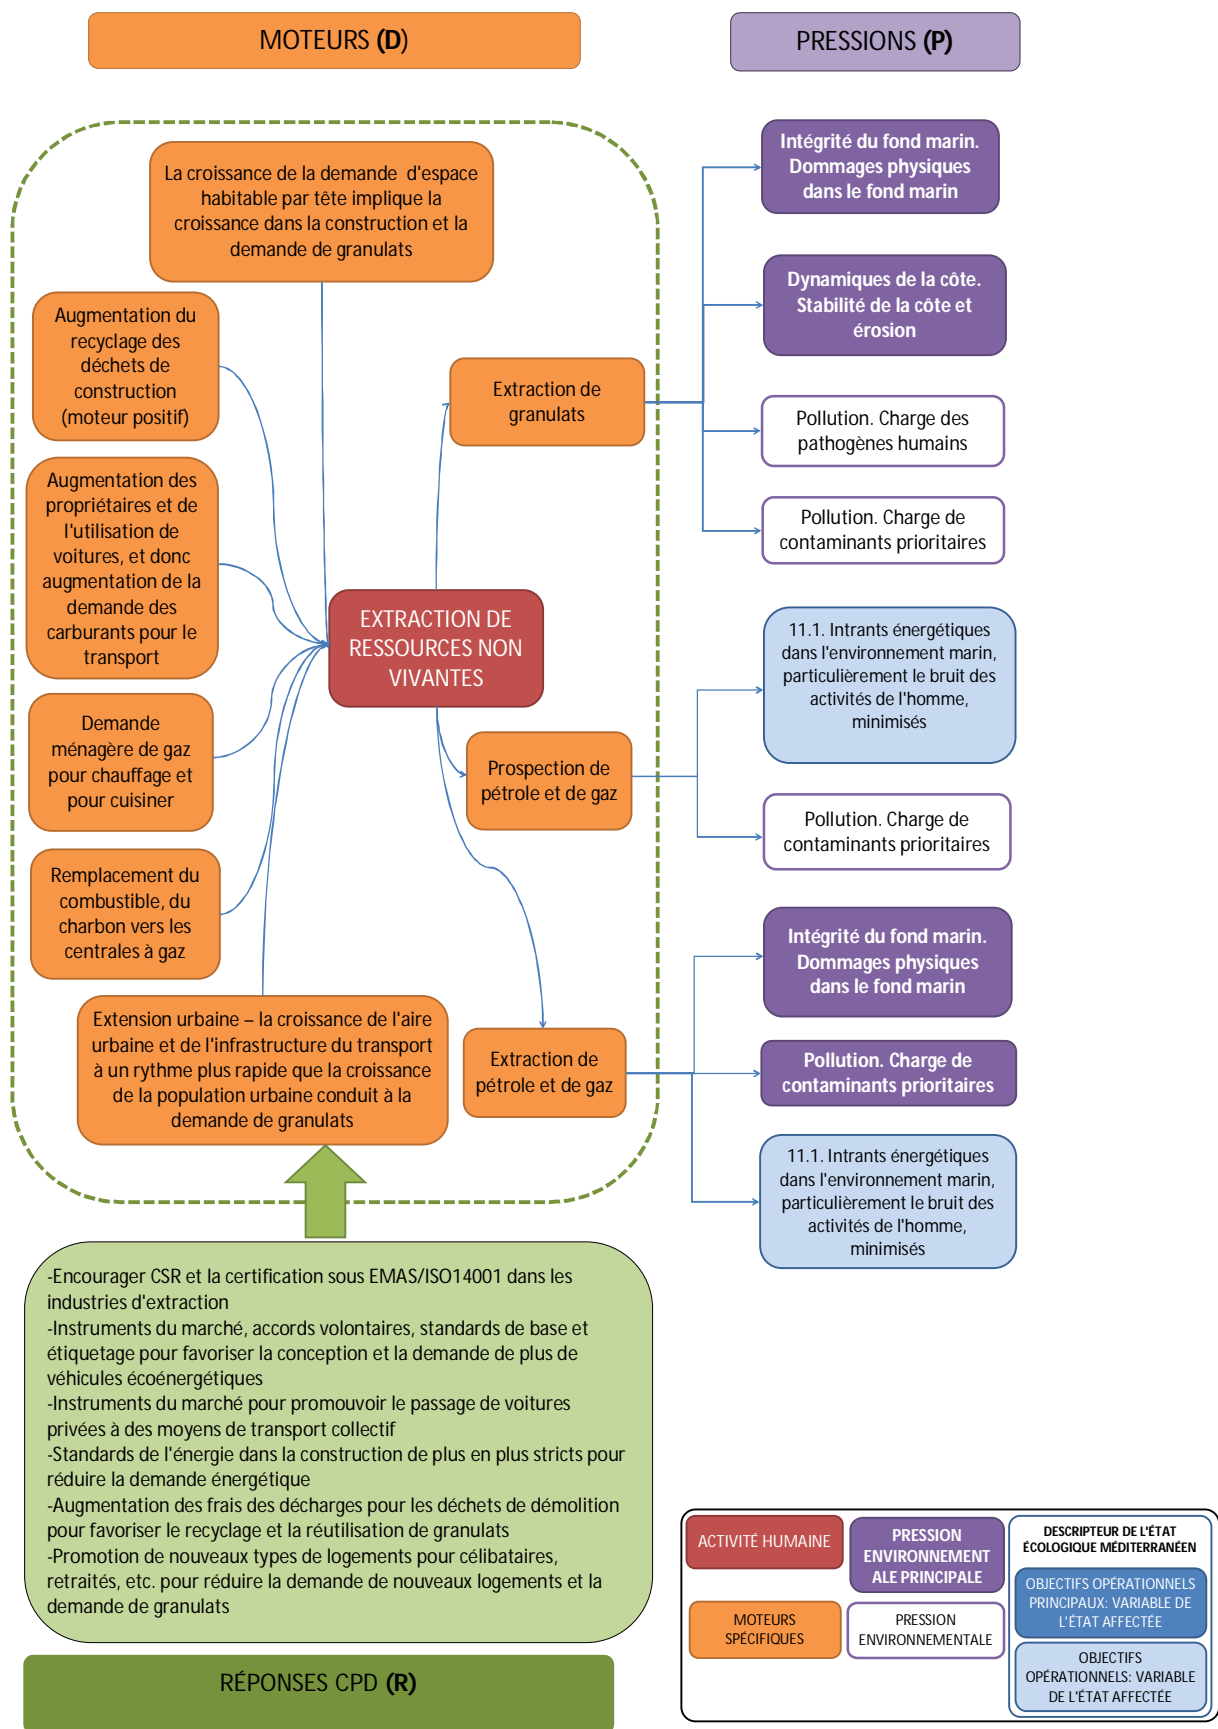 MOTEURS (D)
PRESSIONS (P)
La croissance de la demande d'espace
habitable par tête implique la
croissance dans la construction et la
demande de granulats
Augmentation du
recyclage des
déchets de
construction
(moteur positif)
Augmentation des
propriétaires et de
l'utilisation de
voitures, et donc
augmentation de la
demande des
carburants pour le
transport
Demande
ménagère de gaz
pour chauffage et
pour cuisiner
Remplacement du
combustible, du
charbon vers les
centrales à gaz
Extension urbaine – la croissance de l'aire
urbaine et de l'infrastructure du transport
à un rythme plus rapide que la croissance
de la population urbaine conduit à la
demande de granulats
EXTRACTION DE
RESSOURCES NON
VIVANTES
Extraction de
granulats
Prospection de
pétrole et de gaz
Extraction de
pétrole et de gaz
Intégrité du fond marin.
Dommages physiques
dans le fond marin
Dynamiques de la côte.
Stabilité de la côte et
érosion
Pollution. Charge des
pathogènes humains
Pollution. Charge de
contaminants prioritaires
11.1. Intrants énergétiques
dans l'environnement marin,
particulièrement le bruit des
activités de l'homme,
minimisés
Pollution. Charge de
contaminants prioritaires
Intégrité du fond marin.
Dommages physiques
dans le fond marin
Pollution. Charge de
contaminants prioritaires
11.1. Intrants énergétiques
dans l'environnement marin,
particulièrement le bruit des
activités de l'homme,
minimisés
-Encourager CSR et la certification sous EMAS/ISO14001 dans les
industries d'extraction
-Instruments du marché, accords volontaires, standards de base et
étiquetage pour favoriser la conception et la demande de plus de
véhicules écoénergétiques
-Instruments du marché pour promouvoir le passage de voitures
privées à des moyens de transport collectif
-Standards de l'énergie dans la construction de plus en plus stricts pour
réduire la demande énergétique
-Augmentation des frais des décharges pour les déchets de démolition
pour favoriser le recyclage et la réutilisation de granulats
-Promotion de nouveaux types de logements pour célibataires,
retraités, etc. pour réduire la demande de nouveaux logements et la
demande de granulats
RÉPONSES CPD (R)
ACTIVITÉ HUMAINE
PRESSION
ENVIRONNEMENT
ALE PRINCIPALE
MOTEURS
SPÉCIFIQUES
PRESSION
ENVIRONNEMENTALE
DESCRIPTEUR DE L'ÉTAT
ÉCOLOGIQUE MÉDITERRANÉEN
OBJECTIFS OPÉRATIONNELS
PRINCIPAUX: VARIABLE DE
L'ÉTAT AFFECTÉE
OBJECTIFS
OPÉRATIONNELS: VARIABLE
DE L'ÉTAT AFFECTÉE